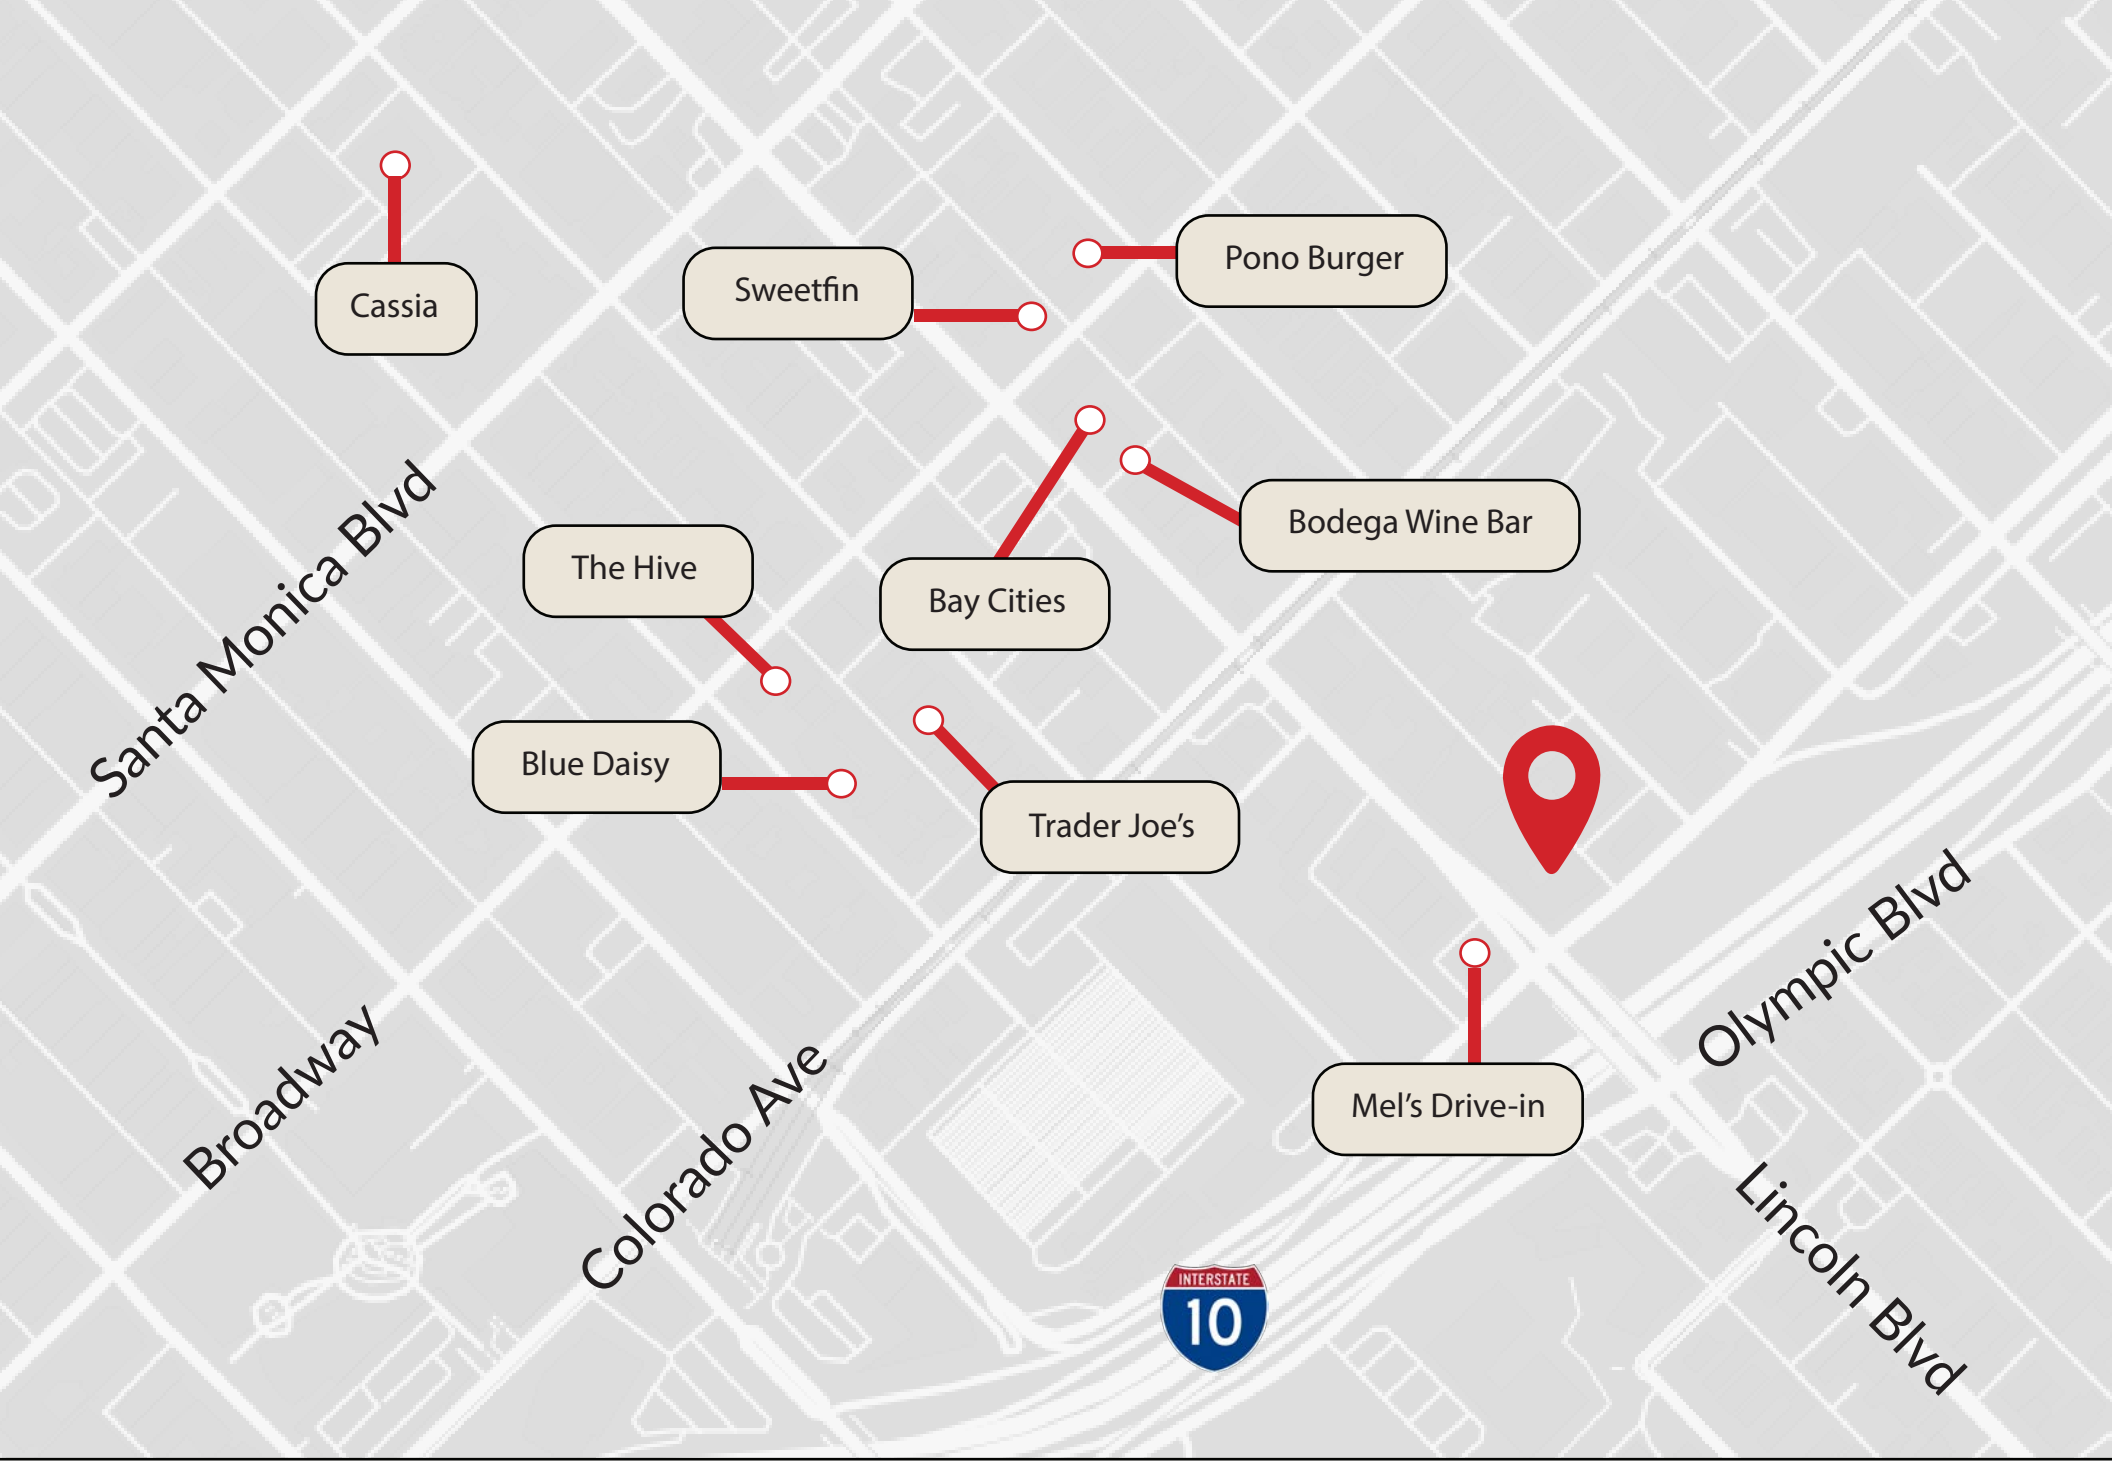 Pono Burger
Sweetfin
Cassia
Bodega Wine Bar
The Hive
Bay Cities
Santa Monica Blvd
Blue Daisy
Trader Joe’s
Olympic Blvd
Broadway
Colorado Ave
Mel’s Drive-in
Lincoln Blvd
INTERSTATE
10